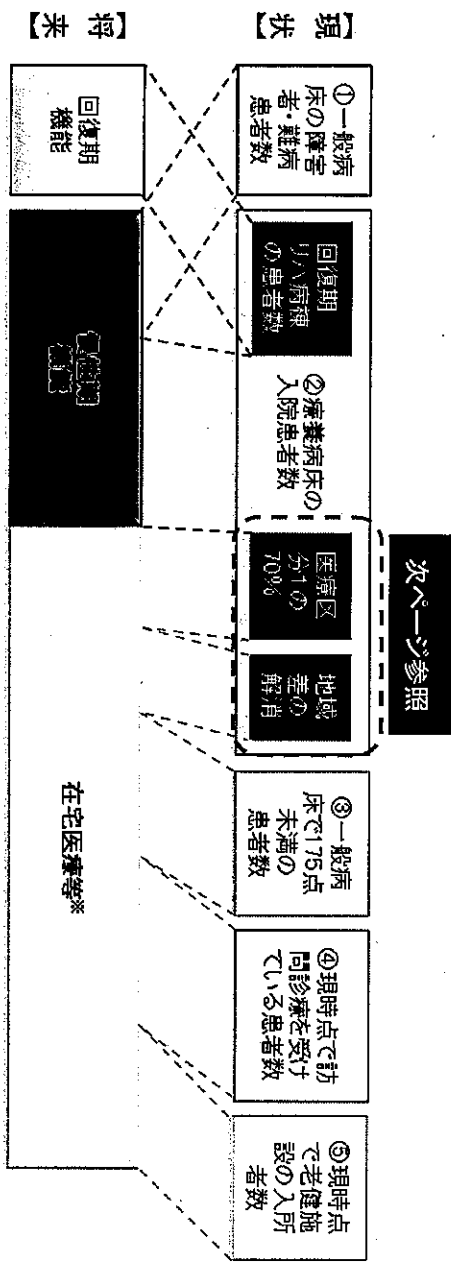 次ページ参照
【現状】
①一般病
床の障害
者・難病
患者数
回復期
リハ病棟
の患者数
②療養病床の
入院患者数
医療区
分1の
70%
地域
差の
解消
③一般病
床で175点
未満の
患者数
④現時点で訪
問診療を受け
ている患者数
⑤現時点
で老健施
設の入所
者数
【将来】
回復期
機能
慢性期
機能
在宅医療等※